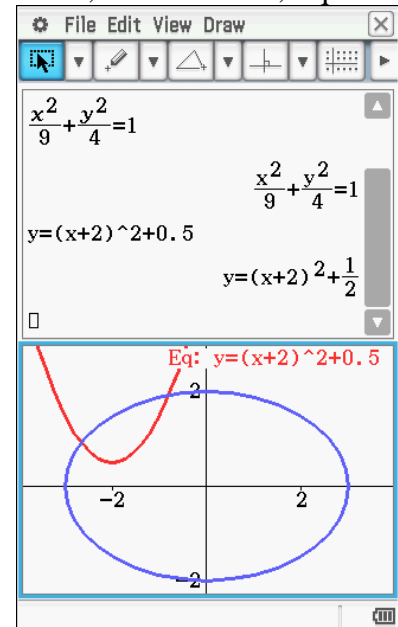 File Edit View Draw
x²/9+y²/4=1
x²/9+y²/4=1
y=(x+2)^2+0.5
y=(x+2)²+1/2
Eq: y=(x+2)^2+0.5
2
-2
2
-2